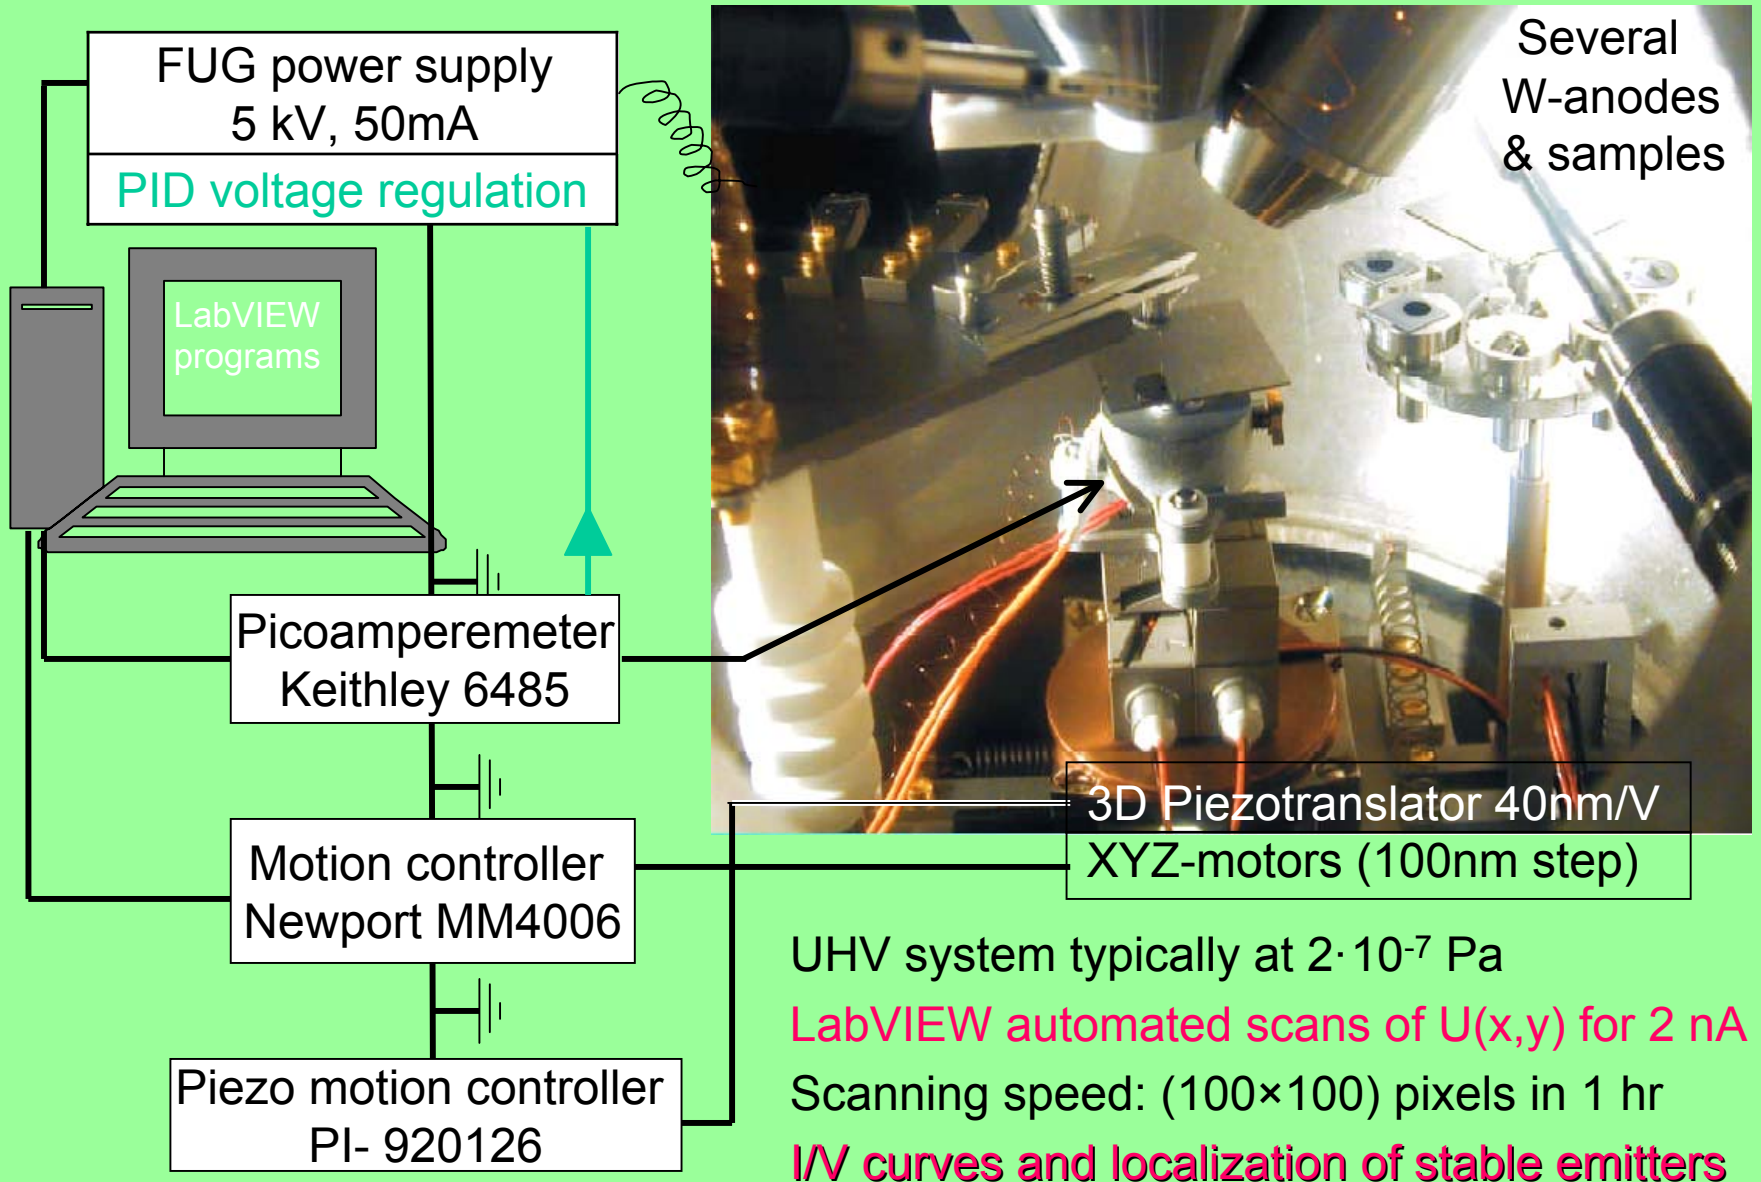 FUG power supply
5 kV, 50mA
PID voltage regulation
LabVIEW
programs
Picoamperemeter
Keithley 6485
Motion controller
Newport MM4006
Piezo motion controller
PI- 920126
Several
W-anodes
& samples
3D Piezotranslator 40nm/V
XYZ-motors (100nm step)
UHV system typically at 2·10⁻⁷ Pa
LabVIEW automated scans of U(x,y) for 2 nA
Scanning speed: (100×100) pixels in 1 hr
I/V curves and localization of stable emitters